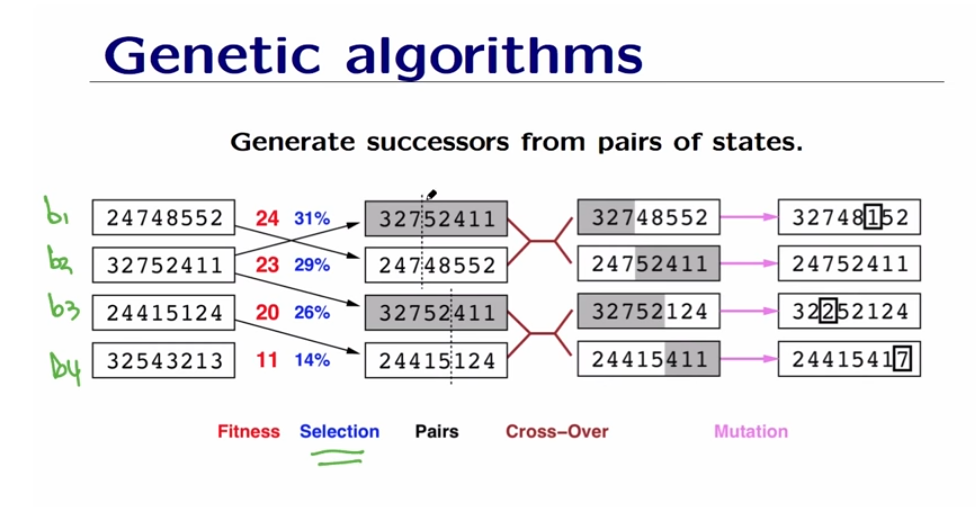 Genetic algorithms
Generate successors from pairs of states.
b1 24748552 24 31% 32752411 32748552 32748152
b2 32752411 23 29% 24748552 24752411 24752411
b3 24415124 20 26% 32752411 32752124 32252124
b4 32543213 11 14% 24415124 24415411 24415417
Fitness Selection Pairs Cross–Over Mutation